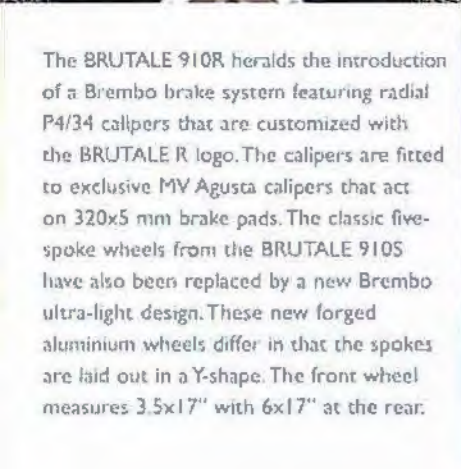 The BRUTALE 910R heralds the introduction
of a Brembo brake system featuring radial
P4/34 calipers that are customized with
the BRUTALE R logo. The calipers are fitted
to exclusive MV Agusta calipers that act
on 320x5 mm brake pads. The classic five-
spoke wheels from the BRUTALE 910S
have also been replaced by a new Brembo
ultra-light design. These new forged
aluminium wheels differ in that the spokes
are laid out in a Y-shape. The front wheel
measures 3.5x17" with 6x17" at the rear.